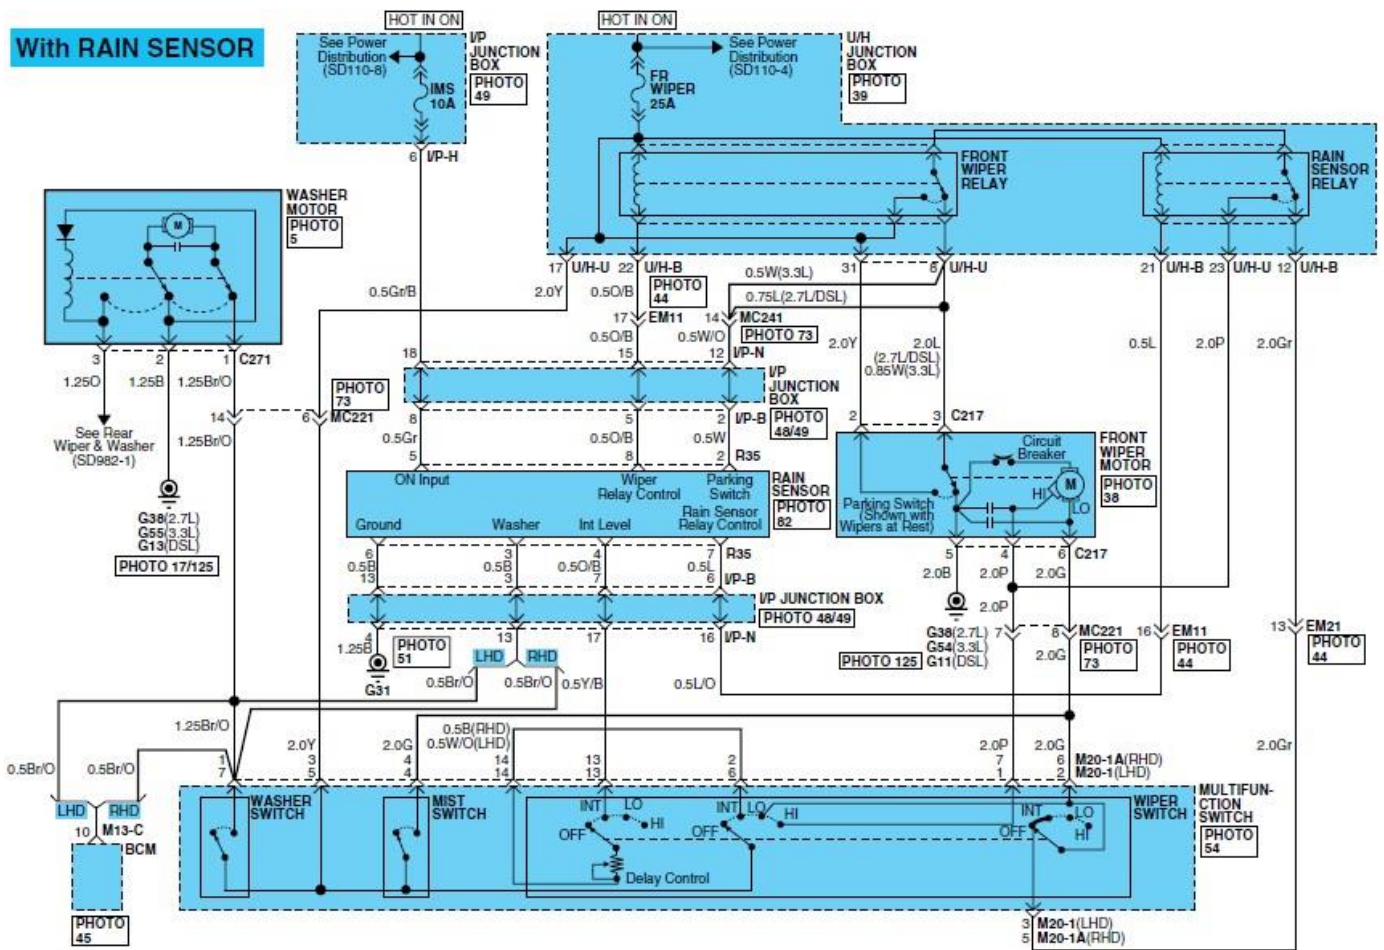 With RAIN SENSOR
HOT IN ON
See Power
Distribution
(SD110-8)
IMS
10A
I/P
JUNCTION
BOX
PHOTO
49
6 I/P-H
HOT IN ON
See Power
Distribution
(SD110-4)
FR
WIPER
25A
U/H
JUNCTION
BOX
PHOTO
39
FRONT
WIPER
RELAY
RAIN
SENSOR
RELAY
WASHER
MOTOR
PHOTO
5
M
17 U/H-U 22 U/H-B 31 6 U/H-U 21 U/H-B 23 U/H-U 12 U/H-B
PHOTO
44
0.5W(3.3L)
0.75L(2.7L/DSL)
0.5Gr/B
2.0Y
0.5O/B
17 EM11
14 MC241
PHOTO 73
0.5O/B
0.5W/O
2.0Y
2.0L
(2.7L/DSL)
0.85W(3.3L)
0.5L
2.0P
2.0Gr
3 2 1 C271
1.25O
1.25B
1.25Br/O
18 15 12 I/P-N
I/P
JUNCTION
BOX
PHOTO
48/49
PHOTO
73
14 6 MC221
See Rear
Wiper & Washer
(SD982-1)
1.25Br/O
8 5 2 I/P-B
0.5Gr
0.5O/B
0.5W
5 8 2 R35
2 3 C217
G38(2.7L)
G55(3.3L)
G13(DSL)
PHOTO 17/125
ON Input
Wiper
Relay Control
Parking
Switch
RAIN
SENSOR
PHOTO
82
Ground
Washer
Int Level
Rain Sensor
Relay Control
Circuit
Breaker
M
HI
LO
Parking Switch
(Shown with
Wipers at Rest)
FRONT
WIPER
MOTOR
PHOTO
38
6 3 4 7 R35
0.5B
0.5B
0.5O/B
0.5L
13 3 7 6 I/P-B
I/P JUNCTION BOX
PHOTO 48/49
5 4 6 C217
2.0B
2.0P
2.0G
2.0P
4 13 17 16 I/P-N
1.25B
G31
PHOTO
51
LHD
RHD
0.5Br/O
0.5Br/O
0.5Y/B
0.5L/O
G38(2.7L)
G54(3.3L)
G11(DSL)
PHOTO 125
7 8 MC221
PHOTO
73
2.0G
16 EM11
PHOTO
44
13 EM21
PHOTO
44
1.25Br/O
0.5B(RHD)
0.5W/O(LHD)
0.5Br/O
0.5Br/O
2.0Y
2.0G
2.0P
2.0G
2.0Gr
1 3 4 14 13 2 7 6 M20-1A(RHD)
7 5 4 14 13 6 1 2 M20-1(LHD)
LHD
RHD
10 M13-C
BCM
PHOTO
45
WASHER
SWITCH
MIST
SWITCH
OFF
INT
LO
HI
Delay Control
OFF
INT
LO
HI
OFF
INT
LO
HI
WIPER
SWITCH
MULTIFUN-
CTION
SWITCH
PHOTO
54
3 M20-1(LHD)
5 M20-1A(RHD)